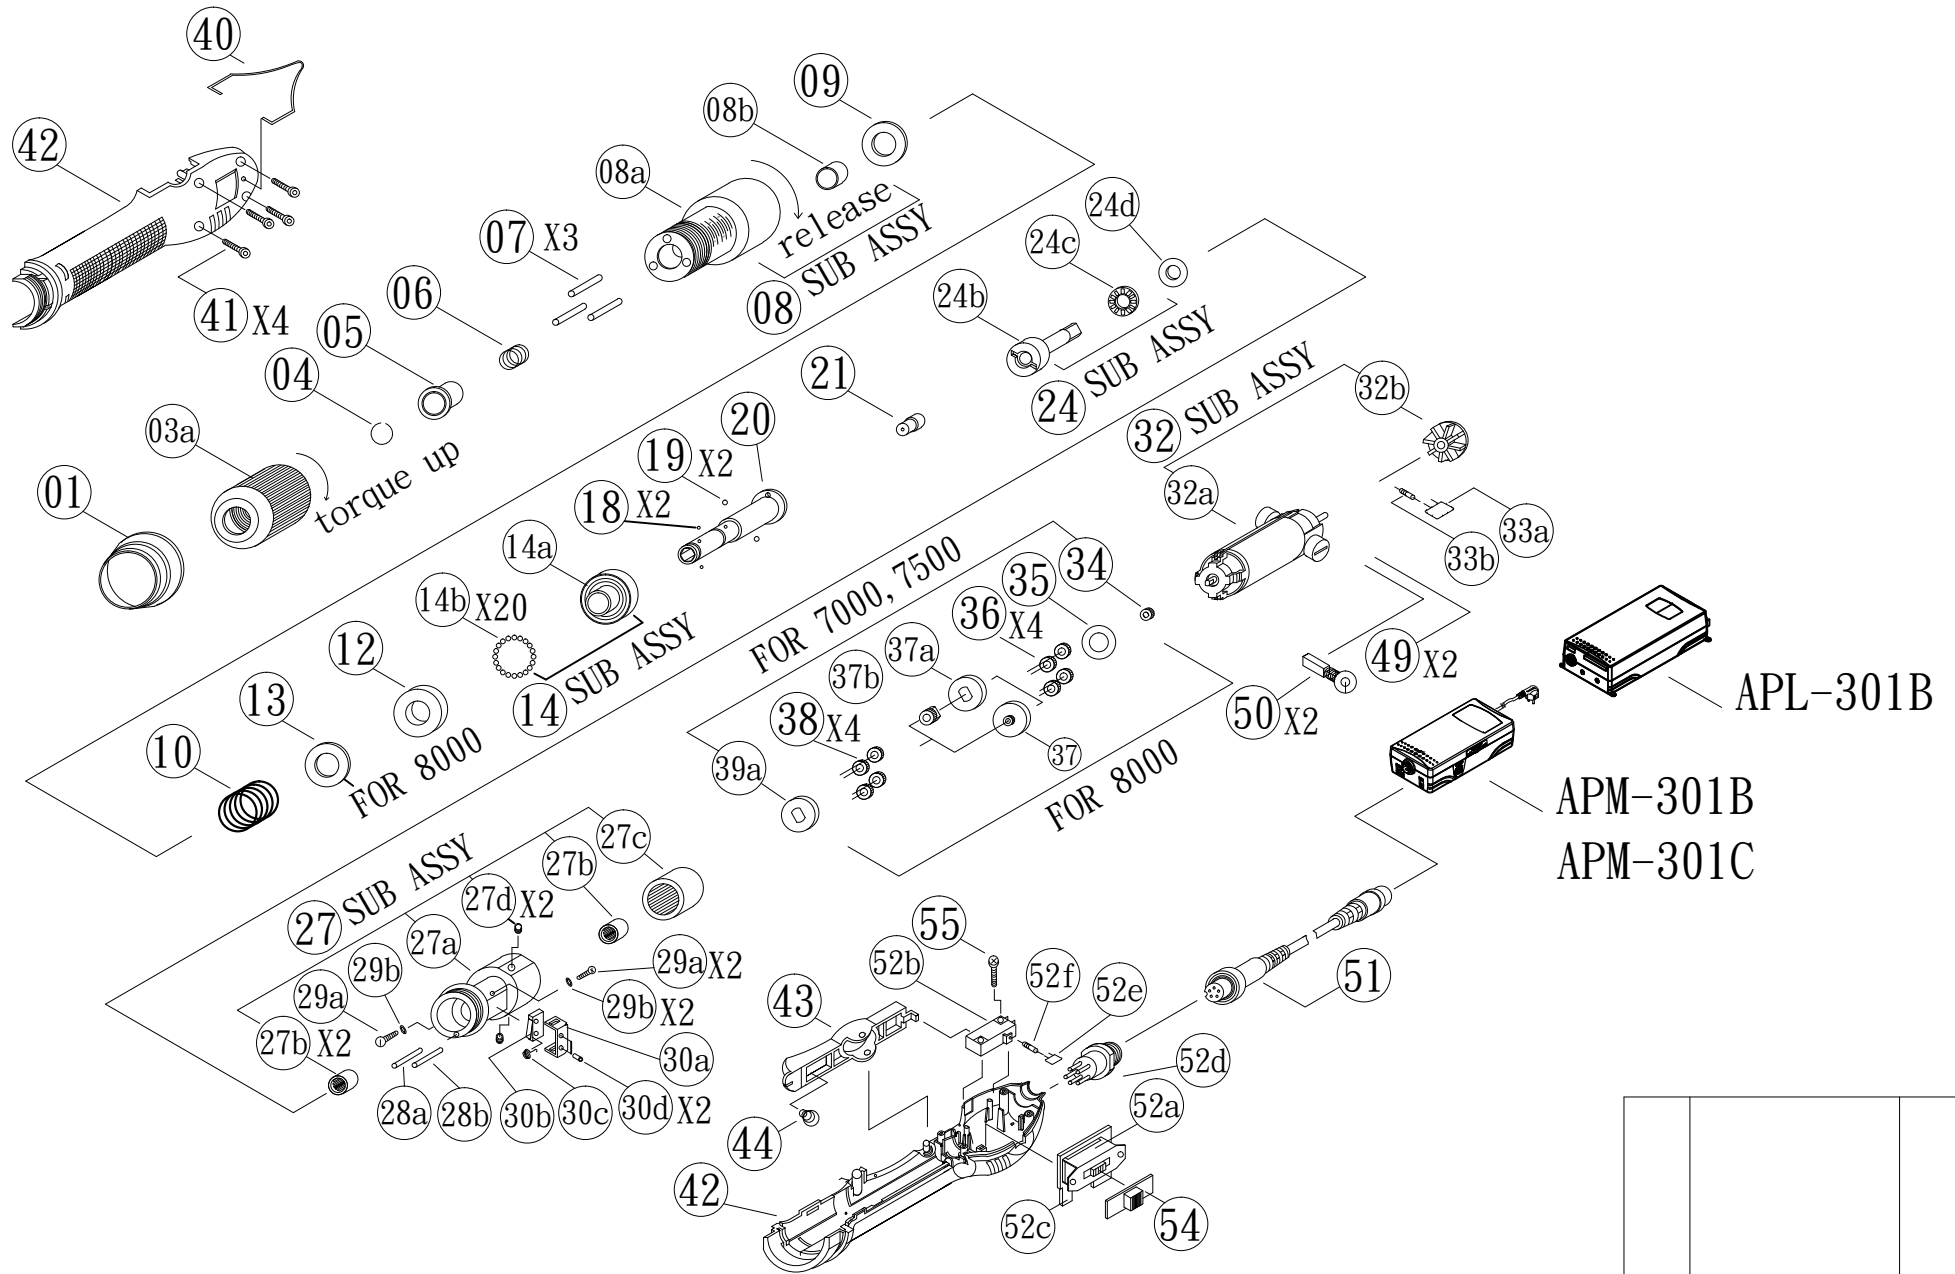 40
42
41 X4
09
08b
08a
release
07 X3
08 SUB ASSY
06
05
04
03a
torque up
01
24d
24c
24b
24 SUB ASSY
21
20
19 X2
18 X2
14a
14b X20
14 SUB ASSY
12
13
FOR 8000
10
32 SUB ASSY
32b
32a
33a
33b
49 X2
50 X2
FOR 7000, 7500
34
35
36 X4
37a
37b
37
38 X4
39a
FOR 8000
APL-301B
APM-301B
APM-301C
27 SUB ASSY
27c
27b
27d X2
27a
29b
29a
27b X2
29a X2
29b X2
28a
28b
30a
30b
30c
30d X2
55
52b
52f
52e
43
51
52d
52a
44
42
52c
54